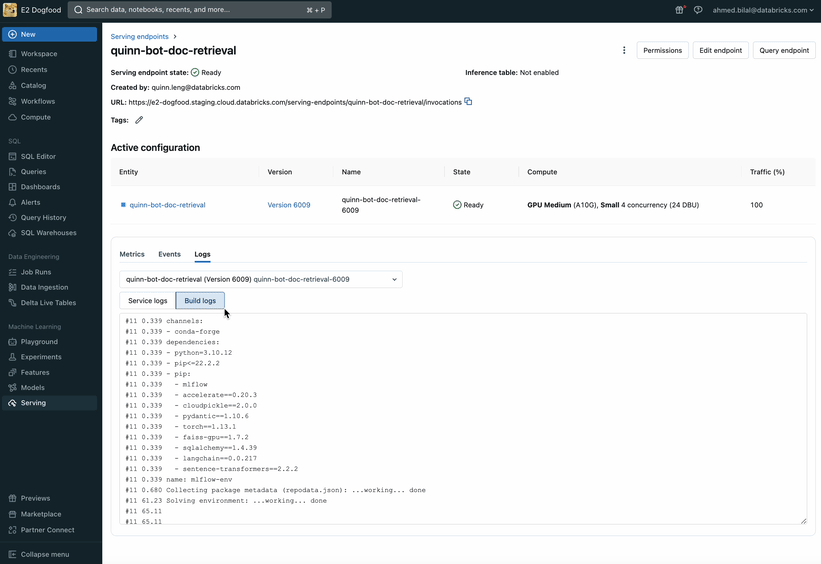 E2 Dogfood
Search data, notebooks, recents, and more...
⌘ + P
ahmed.bilal@databricks.com
New
Workspace
Recents
Catalog
Workflows
Compute
SQL
SQL Editor
Queries
Dashboards
Alerts
Query History
SQL Warehouses
Data Engineering
Job Runs
Data Ingestion
Delta Live Tables
Machine Learning
Playground
Experiments
Features
Models
Serving
Previews
Marketplace
Partner Connect
Collapse menu
Serving endpoints >
quinn-bot-doc-retrieval
Permissions
Edit endpoint
Query endpoint
Serving endpoint state: Ready
Inference table: Not enabled
Created by: quinn.leng@databricks.com
URL: https://e2-dogfood.staging.cloud.databricks.com/serving-endpoints/quinn-bot-doc-retrieval/invocations
Tags:
Active configuration
Entity Version Name State Compute Traffic (%)
quinn-bot-doc-retrieval Version 6009 quinn-bot-doc-retrieval- Ready GPU Medium (A10G), Small 4 concurrency (24 DBU) 100
6009
Metrics Events Logs
quinn-bot-doc-retrieval (Version 6009) quinn-bot-doc-retrieval-6009
Service logs Build logs
#11 0.339 channels:
#11 0.339 - conda-forge
#11 0.339 dependencies:
#11 0.339 - python=3.10.12
#11 0.339 - pip<=22.2.2
#11 0.339 - pip:
#11 0.339   - mlflow
#11 0.339   - accelerate==0.20.3
#11 0.339   - cloudpickle==2.0.0
#11 0.339   - pydantic==1.10.6
#11 0.339   - torch==1.13.1
#11 0.339   - faiss-gpu==1.7.2
#11 0.339   - sqlalchemy==1.4.39
#11 0.339   - langchain==0.0.217
#11 0.339   - sentence-transformers==2.2.2
#11 0.339 name: mlflow-env
#11 0.680 Collecting package metadata (repodata.json): ...working... done
#11 61.23 Solving environment: ...working... done
#11 65.11
#11 65.11